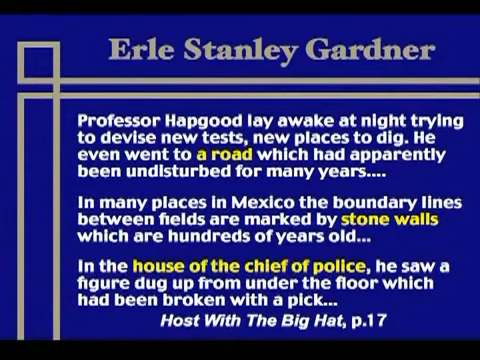 Erle Stanley Gardner
Professor Hapgood lay awake at night trying
to devise new tests, new places to dig. He
even went to a road which had apparently
been undisturbed for many years....
In many places in Mexico the boundary lines
between fields are marked by stone walls
which are hundreds of years old...
In the house of the chief of police, he saw a
figure dug up from under the floor which
had been broken with a pick...
Host With The Big Hat, p.17